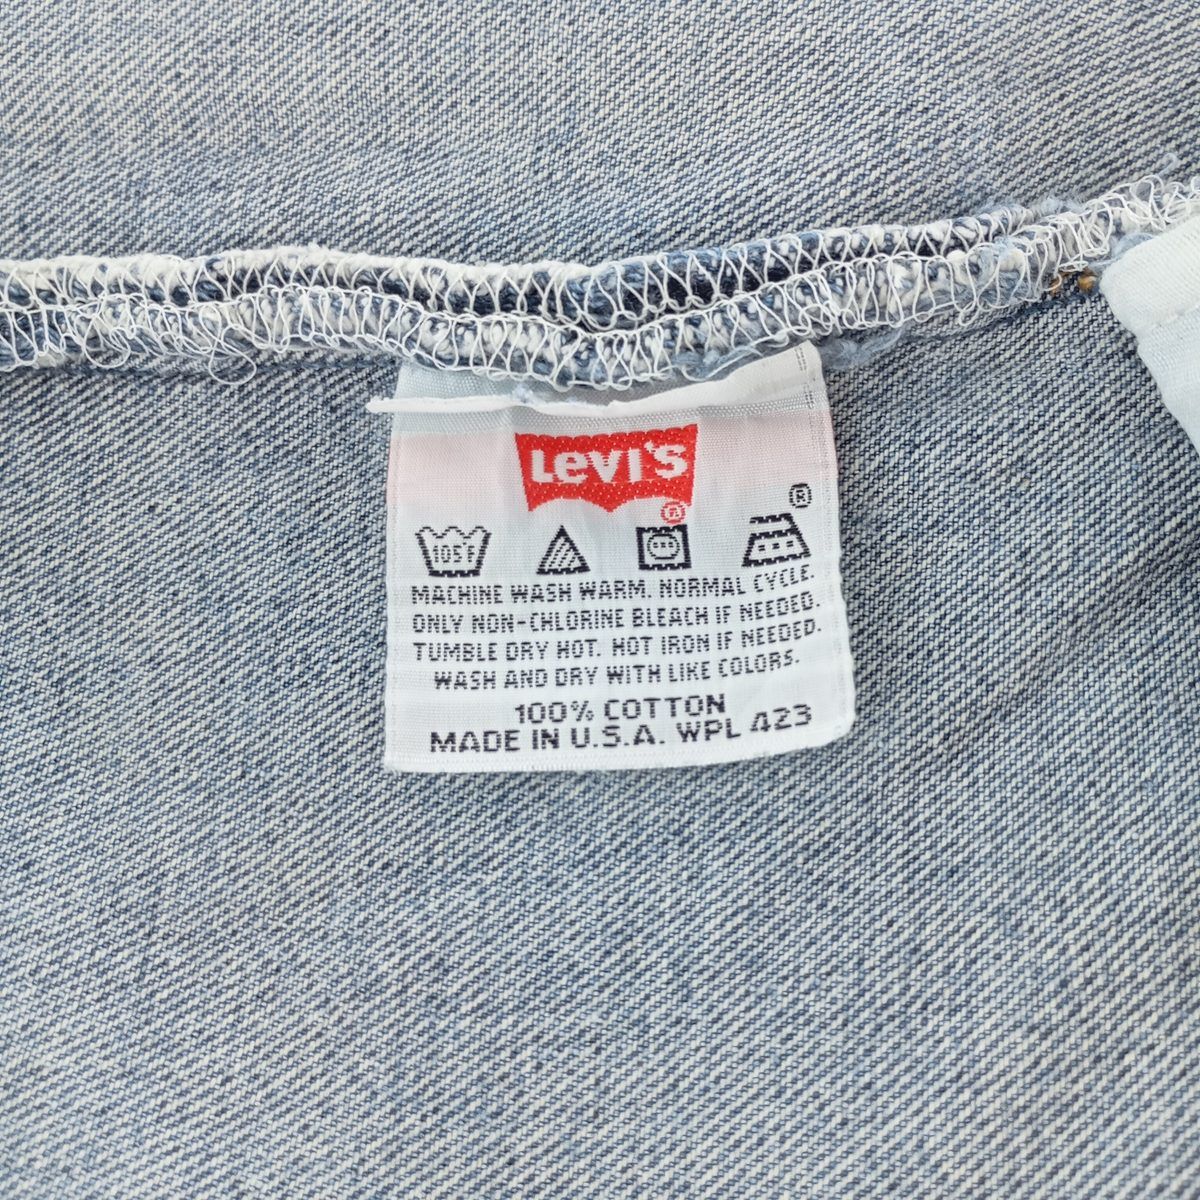 LEVI'S
®
®
105°F
MACHINE WASH WARM. NORMAL CYCLE.
ONLY NON-CHLORINE BLEACH IF NEEDED.
TUMBLE DRY HOT. HOT IRON IF NEEDED.
WASH AND DRY WITH LIKE COLORS.
100% COTTON
MADE IN U.S.A. WPL 423